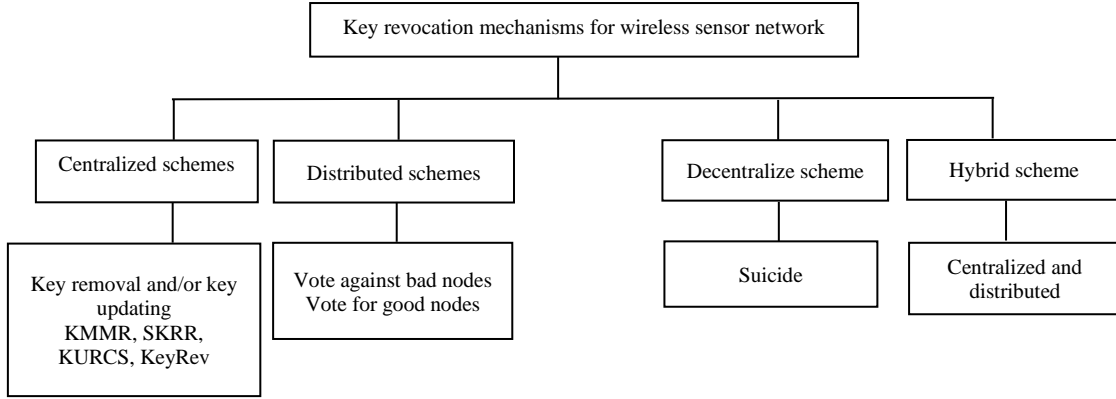 Key revocation mechanisms for wireless sensor network
Centralized schemes
Distributed schemes
Decentralize scheme
Hybrid scheme
Key removal and/or key
updating
KMMR, SKRR,
KURCS, KeyRev
Vote against bad nodes
Vote for good nodes
Suicide
Centralized and
distributed